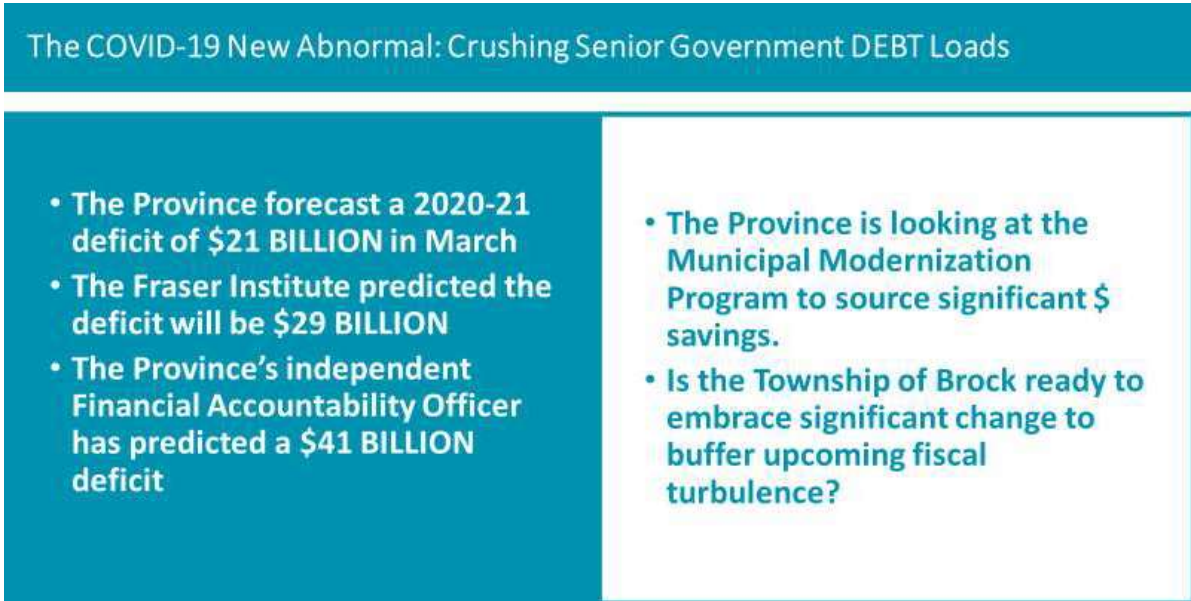 The COVID-19 New Abnormal: Crushing Senior Government DEBT Loads
• The Province forecast a 2020-21
deficit of $21 BILLION in March
• The Fraser Institute predicted the
deficit will be $29 BILLION
• The Province’s independent
Financial Accountability Officer
has predicted a $41 BILLION
deficit
• The Province is looking at the
Municipal Modernization
Program to source significant $
savings.
• Is the Township of Brock ready to
embrace significant change to
buffer upcoming fiscal
turbulence?